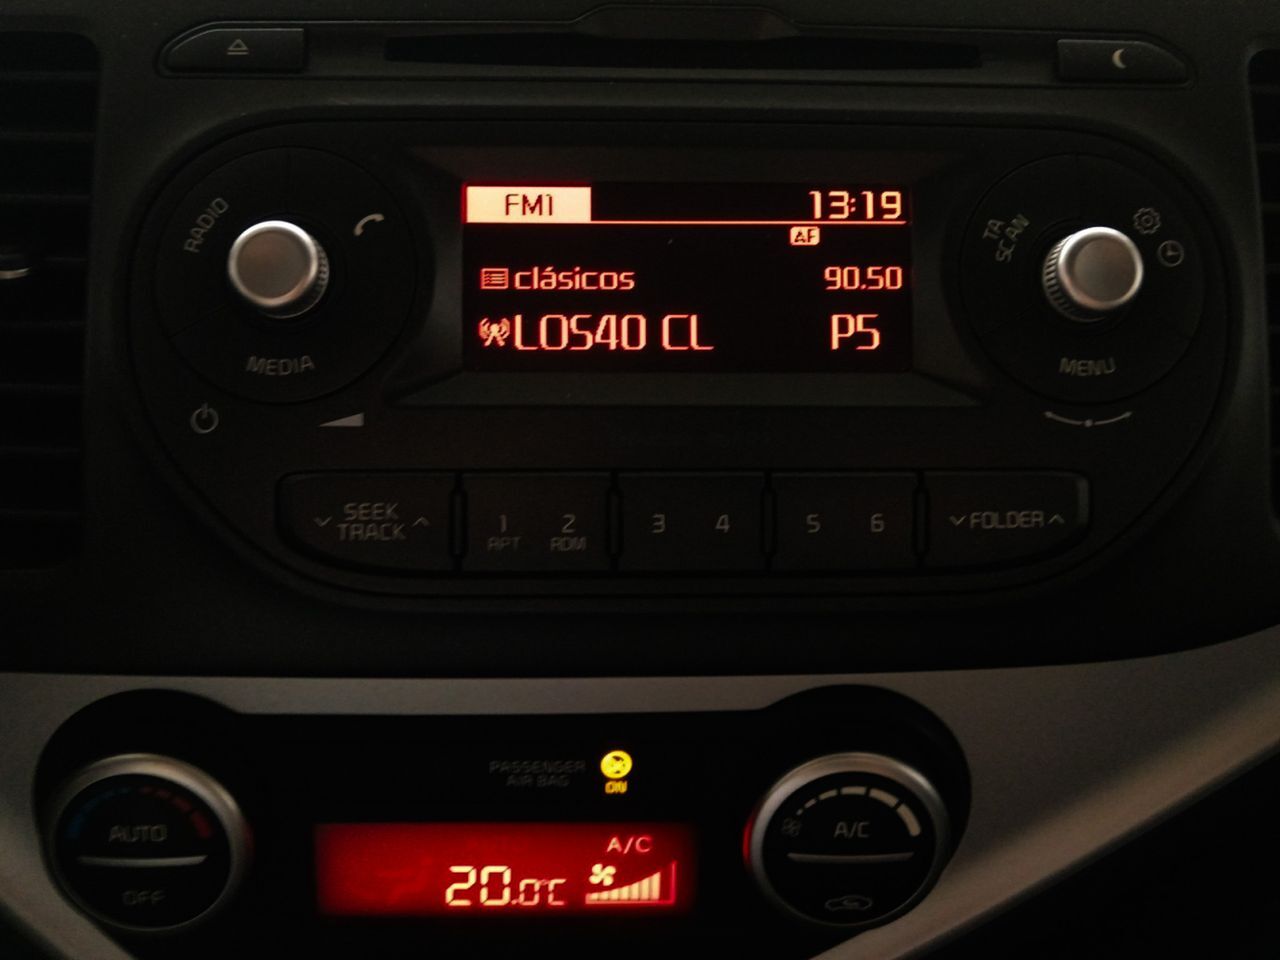 FM1 13:19
AF
clásicos 90.50
LOS40 CL P5
RADIO
MEDIA
TA
SCAN
MENU
SEEK
TRACK
1
RPT
2
RDM
3
4
5
6
FOLDER
PASSENGER
AIR BAG
ON
AUTO
OFF
A/C
20.0°C
A/C